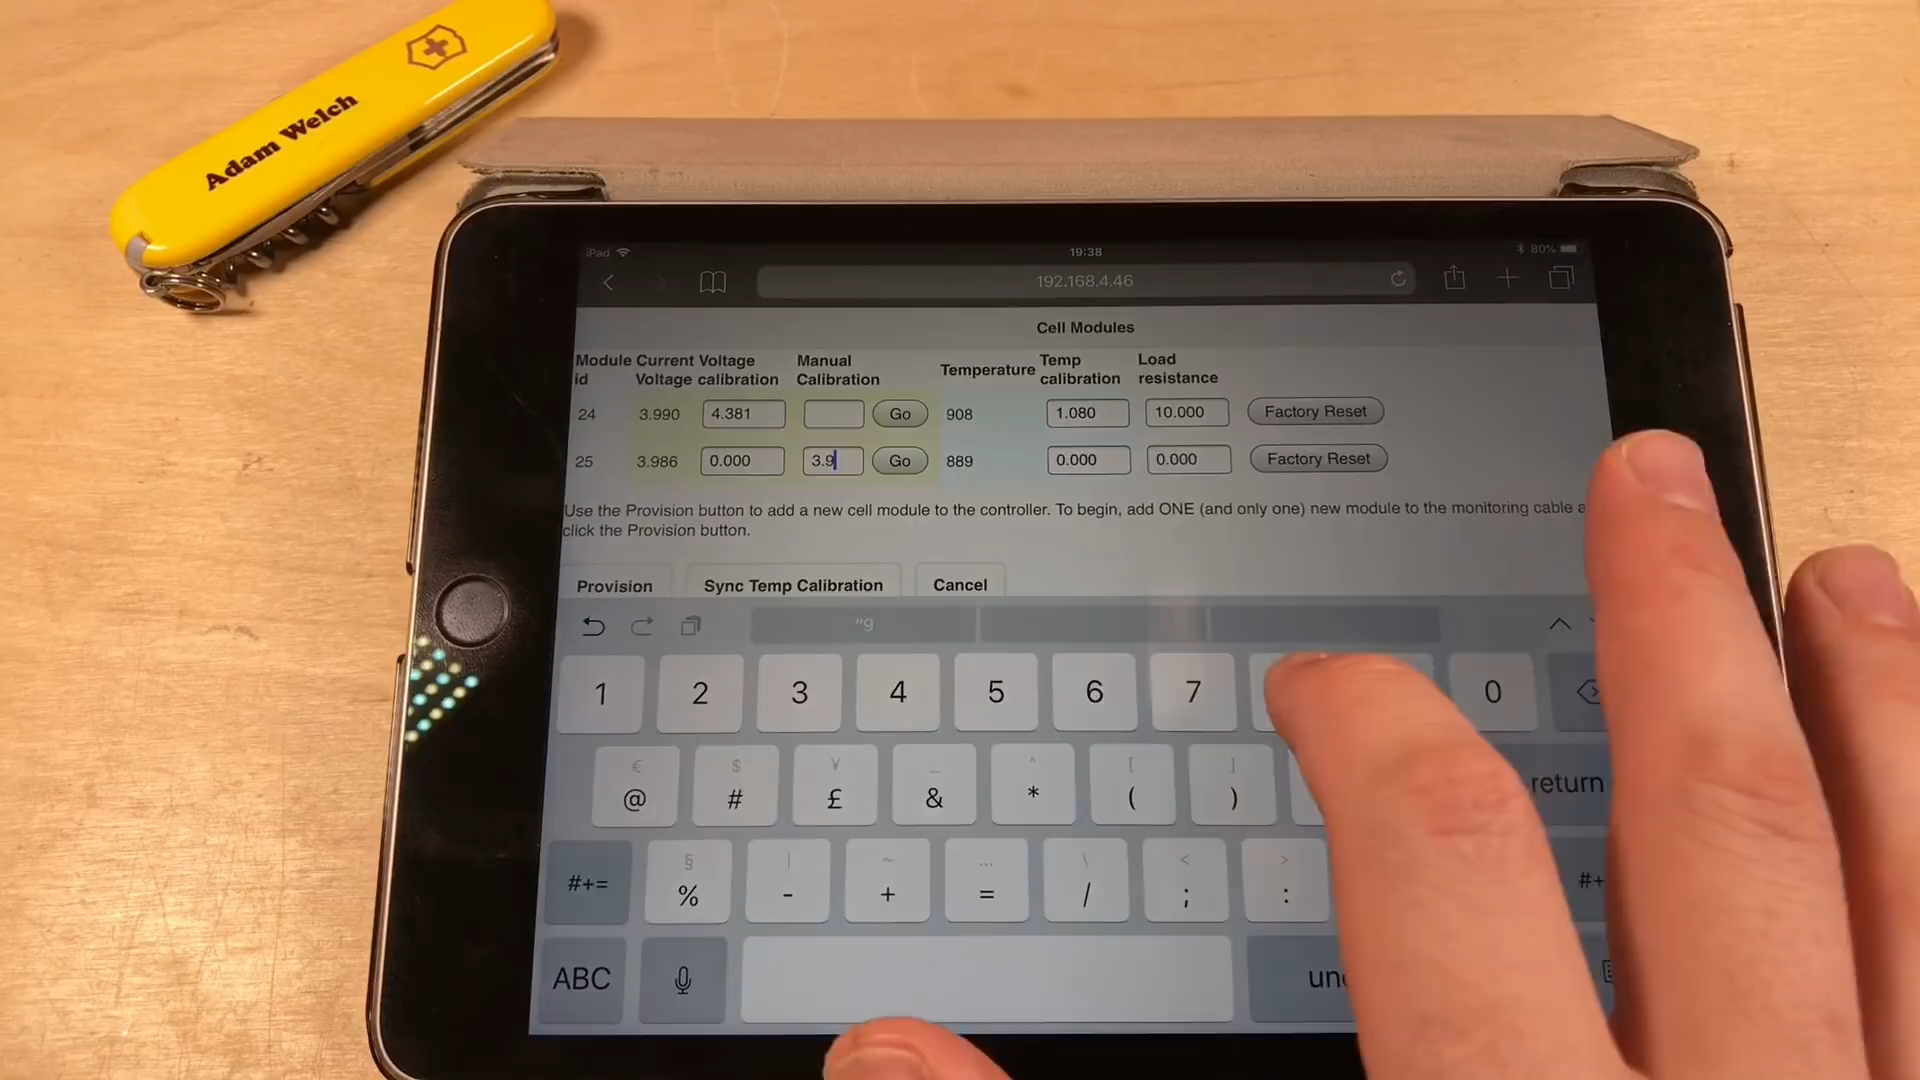 Adam Welch
iPad 19:38 80%
192.168.4.46
Cell Modules
Module id Current Voltage Voltage calibration Manual Calibration Temperature Temp calibration Load resistance
24 3.990 4.381 Go 908 1.080 10.000 Factory Reset
25 3.986 0.000 3.9 Go 889 0.000 0.000 Factory Reset
Use the Provision button to add a new cell module to the controller. To begin, add ONE (and only one) new module to the monitoring cable a
click the Provision button.
Provision Sync Temp Calibration Cancel
"9
1 2 3 4 5 6 7 0
€ $ ¥ _ ^ [ ]
@ # £ & * ( ) return
§ | ~ … \ < >
#+= % - + = / ; : #+
ABC und